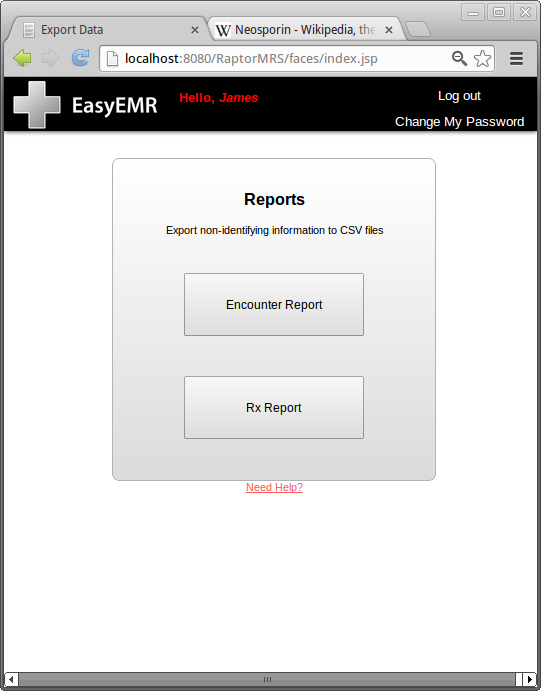 Export Data
Neosporin - Wikipedia, the
localhost:8080/RaptorMRS/faces/index.jsp
EasyEMR
Hello, James
Log out
Change My Password
Reports
Export non-identifying information to CSV files
Encounter Report
Rx Report
Need Help?